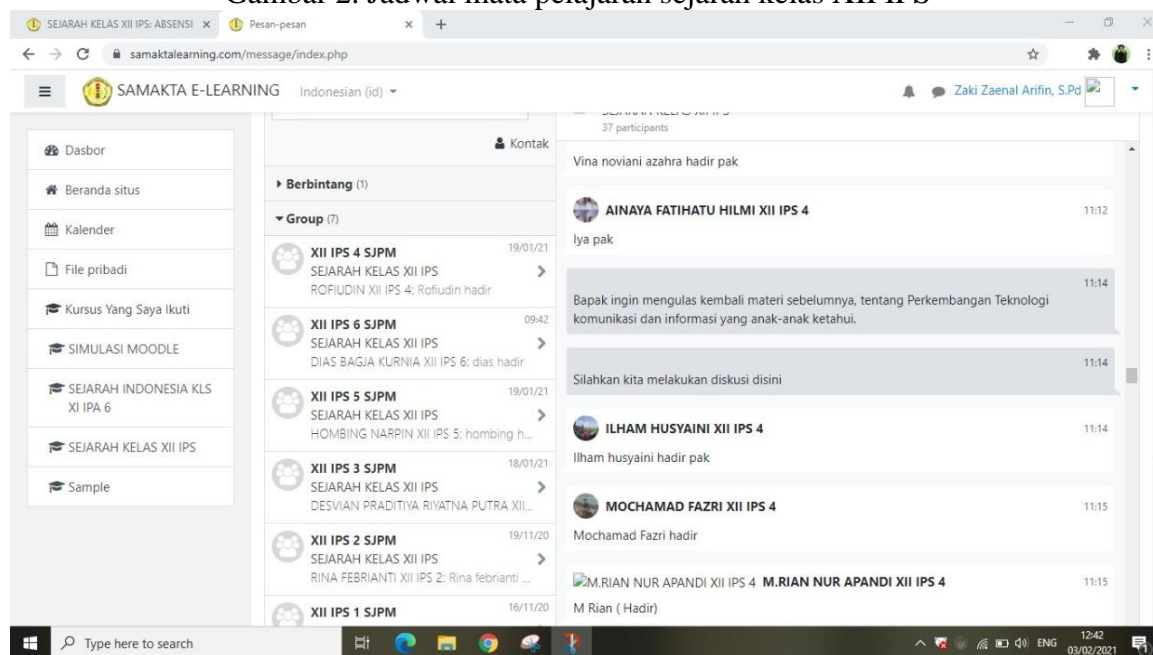 Gambar 2. Jadwal mata pelajaran sejarah kelas XII IPS
SEJARAH KELAS XII IPS: ABSENSI
Pesan-pesan
samaktalearning.com/message/index.php
SAMAKTA E-LEARNING
Indonesian (id)
Zaki Zaenal Arifin, S.Pd
Dasbor
Beranda situs
Kalender
File pribadi
Kursus Yang Saya Ikuti
SIMULASI MOODLE
SEJARAH INDONESIA KLS
XI IPA 6
SEJARAH KELAS XII IPS
Sample
Kontak
Berbintang (1)
Group (7)
XII IPS 4 SJPM 19/01/21
SEJARAH KELAS XII IPS
ROFIUDIN XII IPS 4: Rofiudin hadir
XII IPS 6 SJPM 09:42
SEJARAH KELAS XII IPS
DIAS BAGJA KURNIA XII IPS 6: dias hadir
XII IPS 5 SJPM 19/01/21
SEJARAH KELAS XII IPS
HOMBING NARPIN XII IPS 5: hombing h...
XII IPS 3 SJPM 18/01/21
SEJARAH KELAS XII IPS
DESVIAN PRADITIYA RIYATNA PUTRA XII...
XII IPS 2 SJPM 19/11/20
SEJARAH KELAS XII IPS
RINA FEBRIANTI XII IPS 2: Rina febrianti ...
XII IPS 1 SJPM 16/11/20
37 participants
Vina noviani azahra hadir pak
AINAYA FATIHATU HILMI XII IPS 4 11:12
Iya pak
11:14
Bapak ingin mengulas kembali materi sebelumnya, tentang Perkembangan Teknologi
komunikasi dan informasi yang anak-anak ketahui.
11:14
Silahkan kita melakukan diskusi disini
ILHAM HUSYAINI XII IPS 4 11:14
Ilham husyaini hadir pak
MOCHAMAD FAZRI XII IPS 4 11:15
Mochamad Fazri hadir
M.RIAN NUR APANDI XII IPS 4 M.RIAN NUR APANDI XII IPS 4 11:15
M Rian ( Hadir)
Type here to search
ENG
12:42
03/02/2021